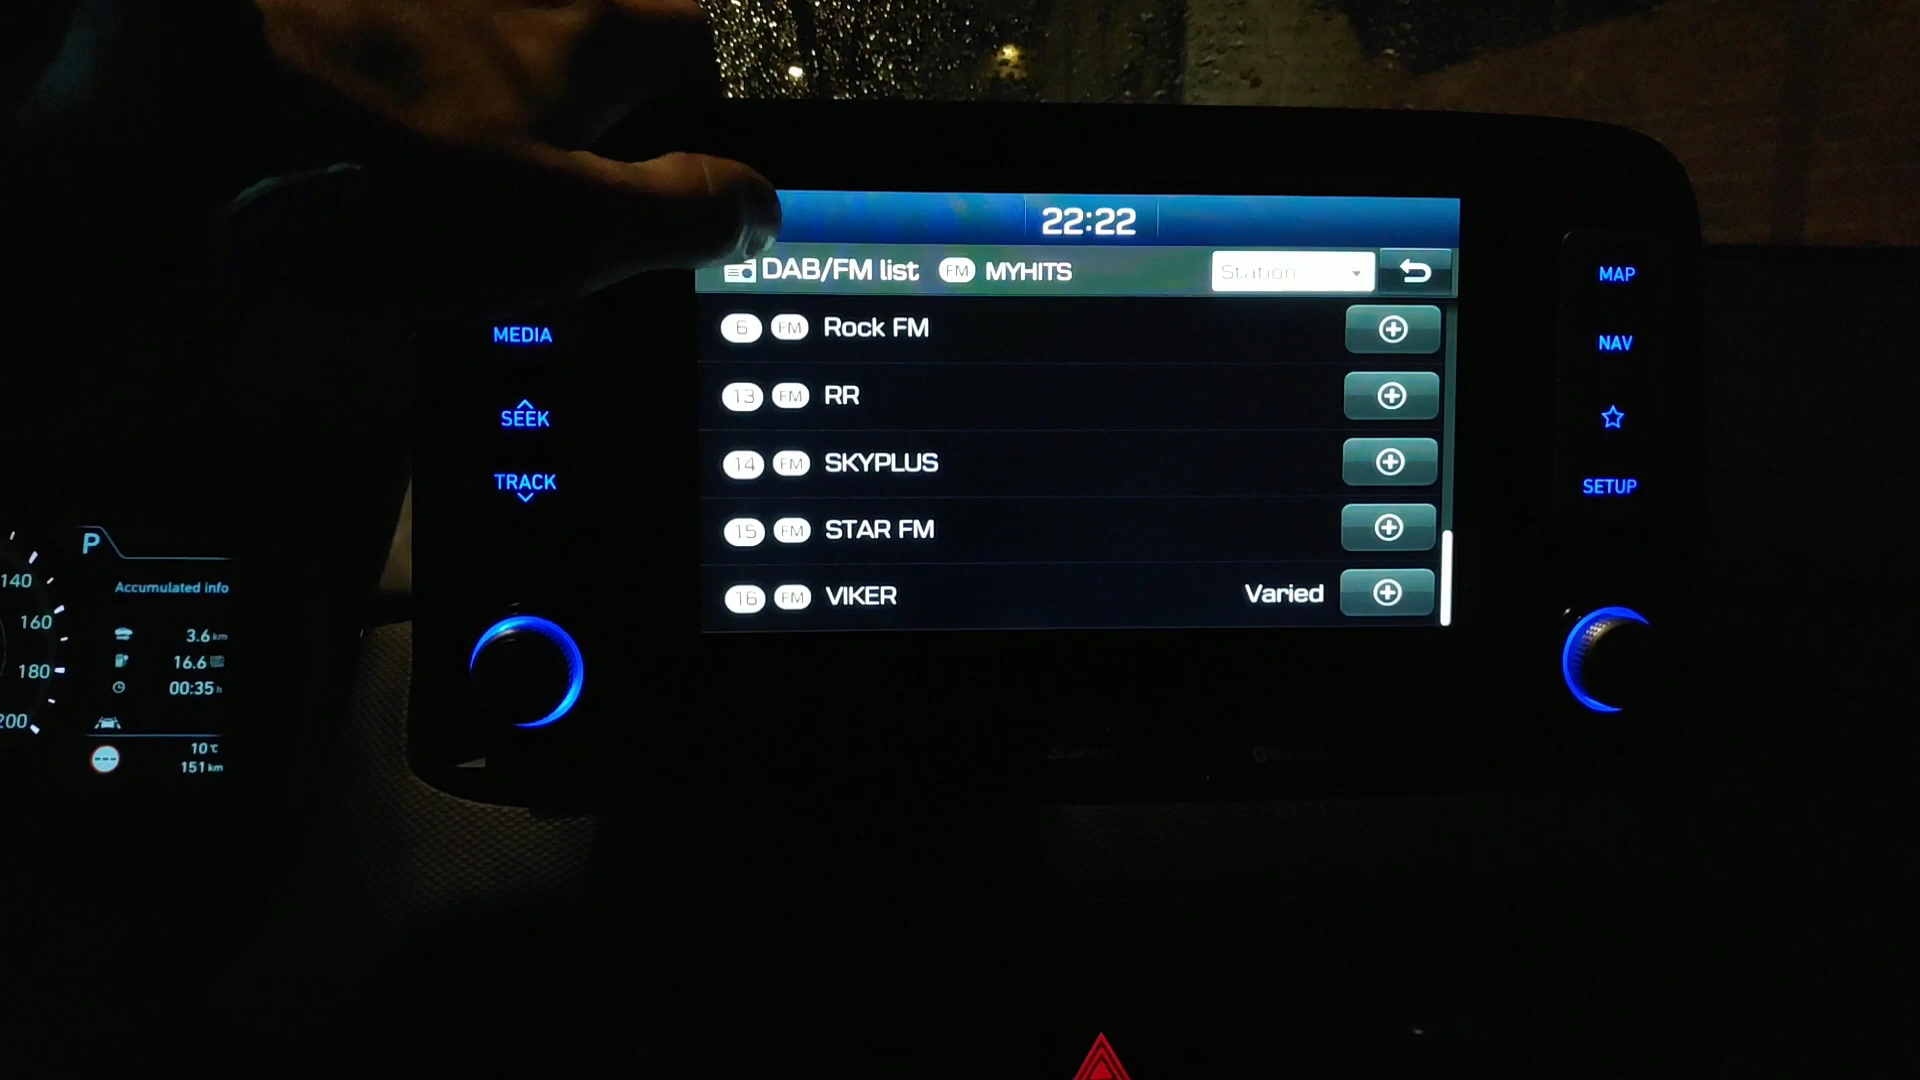 22:22
DAB/FM list FM MYHITS Station
6 FM Rock FM
13 FM RR
14 FM SKYPLUS
15 FM STAR FM
16 FM VIKER Varied
MEDIA
SEEK
TRACK
MAP
NAV
SETUP
P
Accumulated info
3.6 km
16.6
00:35 h
10 °C
151 km
140
160
180
200